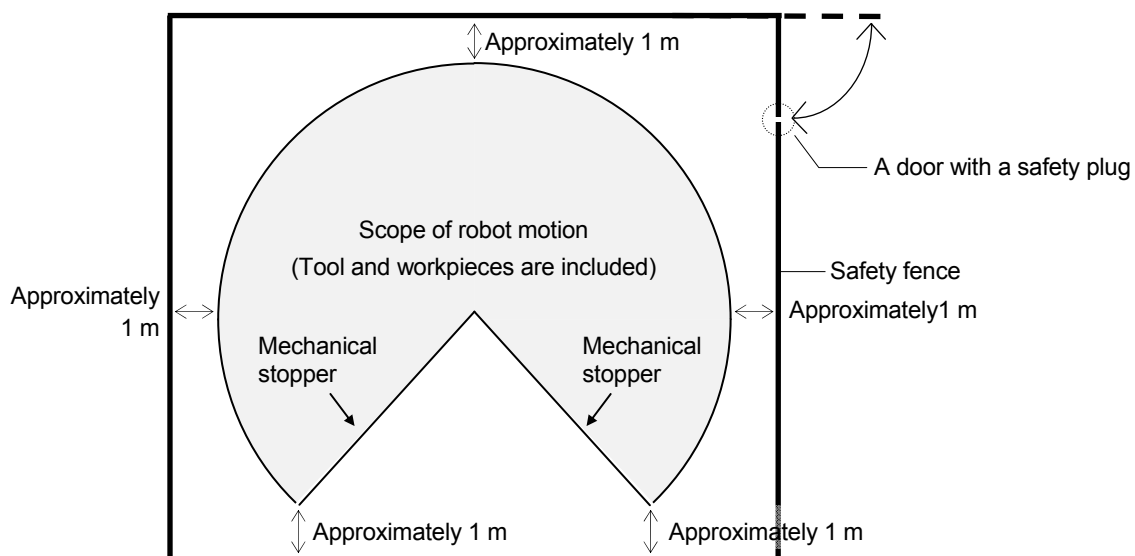 Approximately 1 m
A door with a safety plug
Scope of robot motion
(Tool and workpieces are included)
Safety fence
Approximately
1 m
Approximately1 m
Mechanical
stopper
Mechanical
stopper
Approximately 1 m
Approximately 1 m